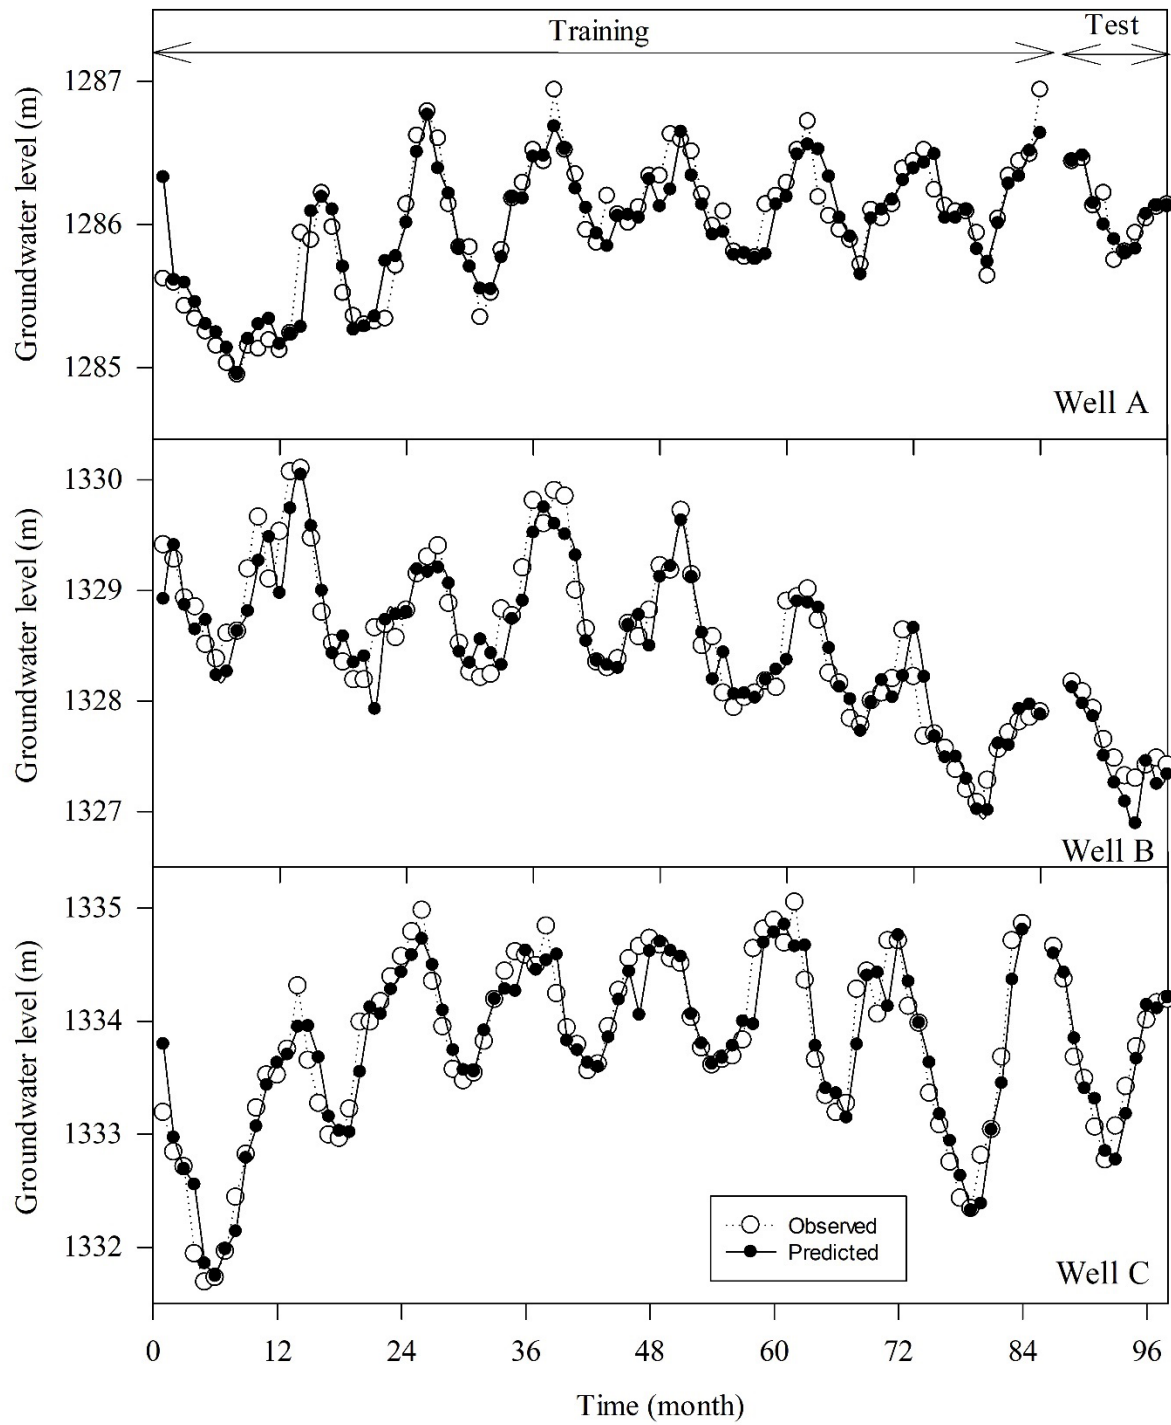 Training
Test
Groundwater level (m)
1287
1286
1285
Well A
Groundwater level (m)
1330
1329
1328
1327
Well B
Groundwater level (m)
1335
1334
1333
1332
Observed
Predicted
Well C
0 12 24 36 48 60 72 84 96
Time (month)